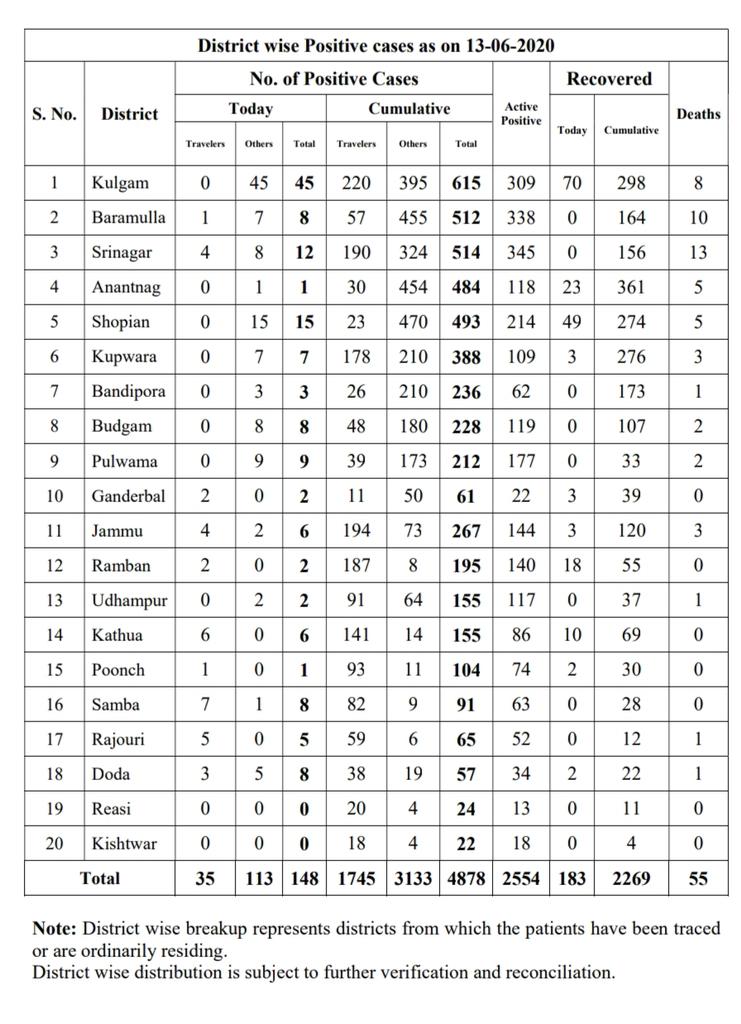 District wise Positive cases as on 13-06-2020
S. No. District No. of Positive Cases Active Positive Recovered Deaths
Today Cumulative Today Cumulative
Travelers Others Total Travelers Others Total
1 Kulgam 0 45 45 220 395 615 309 70 298 8
2 Baramulla 1 7 8 57 455 512 338 0 164 10
3 Srinagar 4 8 12 190 324 514 345 0 156 13
4 Anantnag 0 1 1 30 454 484 118 23 361 5
5 Shopian 0 15 15 23 470 493 214 49 274 5
6 Kupwara 0 7 7 178 210 388 109 3 276 3
7 Bandipora 0 3 3 26 210 236 62 0 173 1
8 Budgam 0 8 8 48 180 228 119 0 107 2
9 Pulwama 0 9 9 39 173 212 177 0 33 2
10 Ganderbal 2 0 2 11 50 61 22 3 39 0
11 Jammu 4 2 6 194 73 267 144 3 120 3
12 Ramban 2 0 2 187 8 195 140 18 55 0
13 Udhampur 0 2 2 91 64 155 117 0 37 1
14 Kathua 6 0 6 141 14 155 86 10 69 0
15 Poonch 1 0 1 93 11 104 74 2 30 0
16 Samba 7 1 8 82 9 91 63 0 28 0
17 Rajouri 5 0 5 59 6 65 52 0 12 1
18 Doda 3 5 8 38 19 57 34 2 22 1
19 Reasi 0 0 0 20 4 24 13 0 11 0
20 Kishtwar 0 0 0 18 4 22 18 0 4 0
Total 35 113 148 1745 3133 4878 2554 183 2269 55
Note: District wise breakup represents districts from which the patients have been traced
or are ordinarily residing.
District wise distribution is subject to further verification and reconciliation.